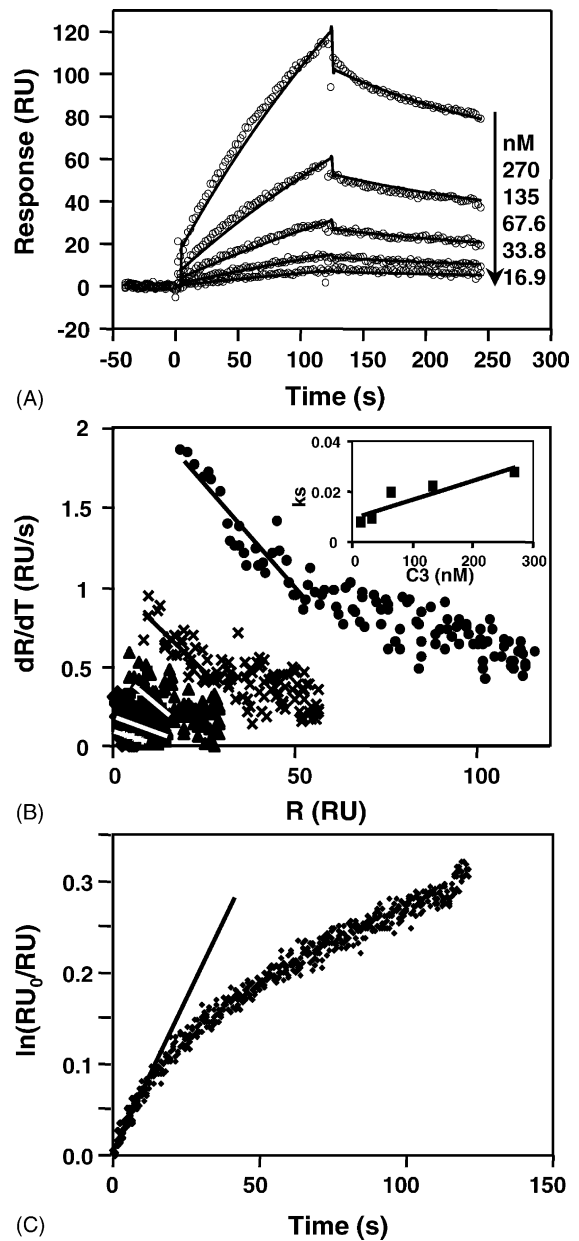 120
100
80
60
40
20
0
-20
Response (RU)
nM
270
135
67.6
33.8
16.9
-50 0 50 100 150 200 250 300
Time (s)
(A)
2
1.5
1
0.5
0
dR/dT (RU/s)
0.04
0.02
0
ks
0 100 200 300
C3 (nM)
0 50 100
R (RU)
(B)
0.3
0.2
0.1
0.0
ln(RU0/RU)
0 50 100 150
Time (s)
(C)